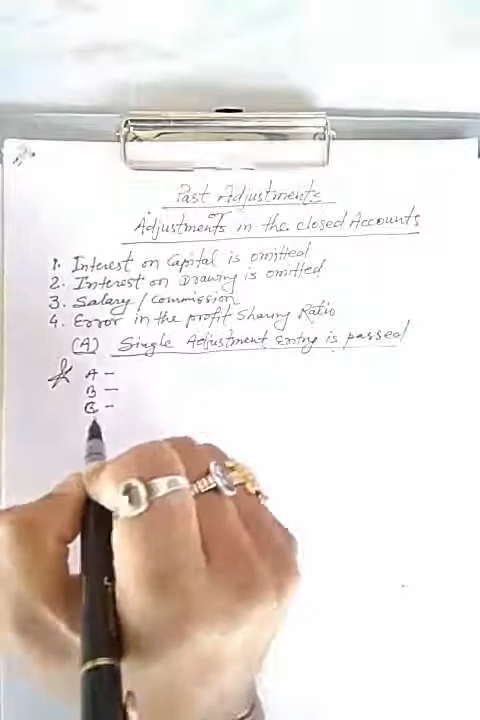 Past Adjustments
or
Adjustments in the closed Accounts
1. Interest on Capital is omitted
2. Interest on Drawing is omitted
3. Salary / commission
4. Error in the profit Sharing Ratio
(A) Single Adjustment Entry is passed
A -
B -
C -